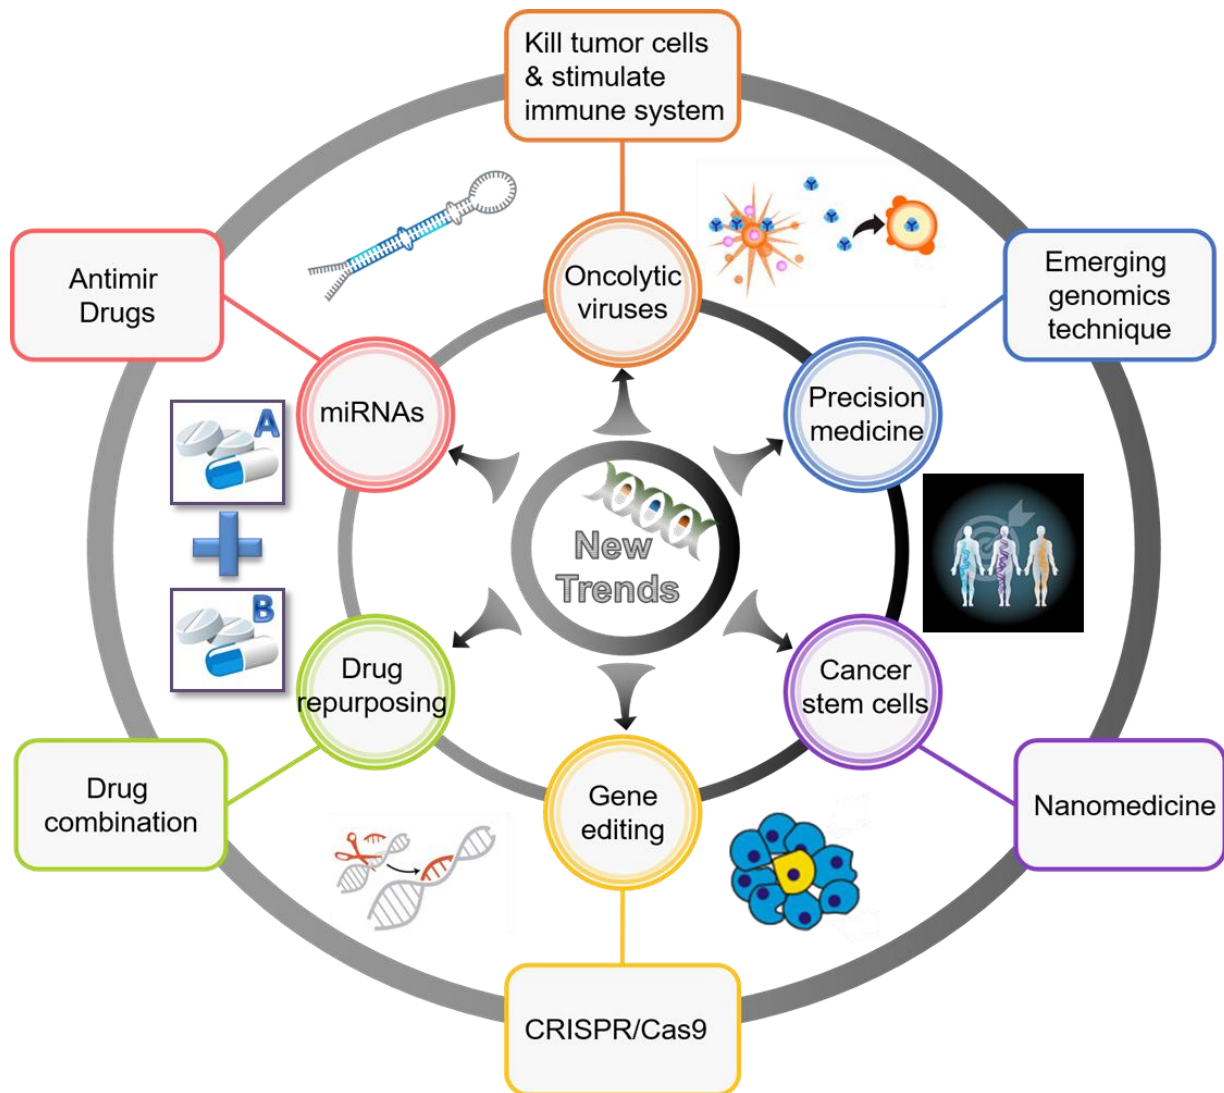 Kill tumor cells
& stimulate
immune system
Antimir
Drugs
Oncolytic
viruses
Emerging
genomics
technique
miRNAs
Precision
medicine
A
New
Trends
B
Drug
repurposing
Cancer
stem cells
Drug
combination
Gene
editing
Nanomedicine
CRISPR/Cas9